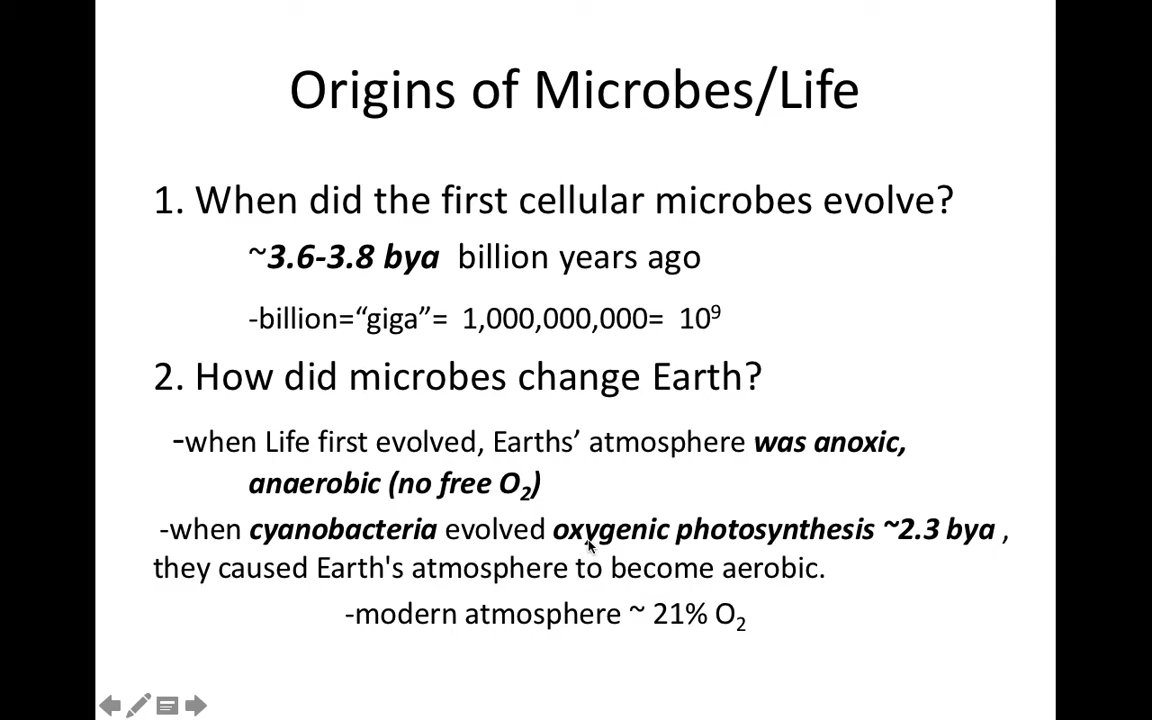 Origins of Microbes/Life
1. When did the first cellular microbes evolve?
~3.6-3.8 bya billion years ago
-billion=“giga”= 1,000,000,000= 10⁹
2. How did microbes change Earth?
-when Life first evolved, Earths’ atmosphere was anoxic,
anaerobic (no free O₂)
-when cyanobacteria evolved oxygenic photosynthesis ~2.3 bya ,
they caused Earth's atmosphere to become aerobic.
-modern atmosphere ~ 21% O₂